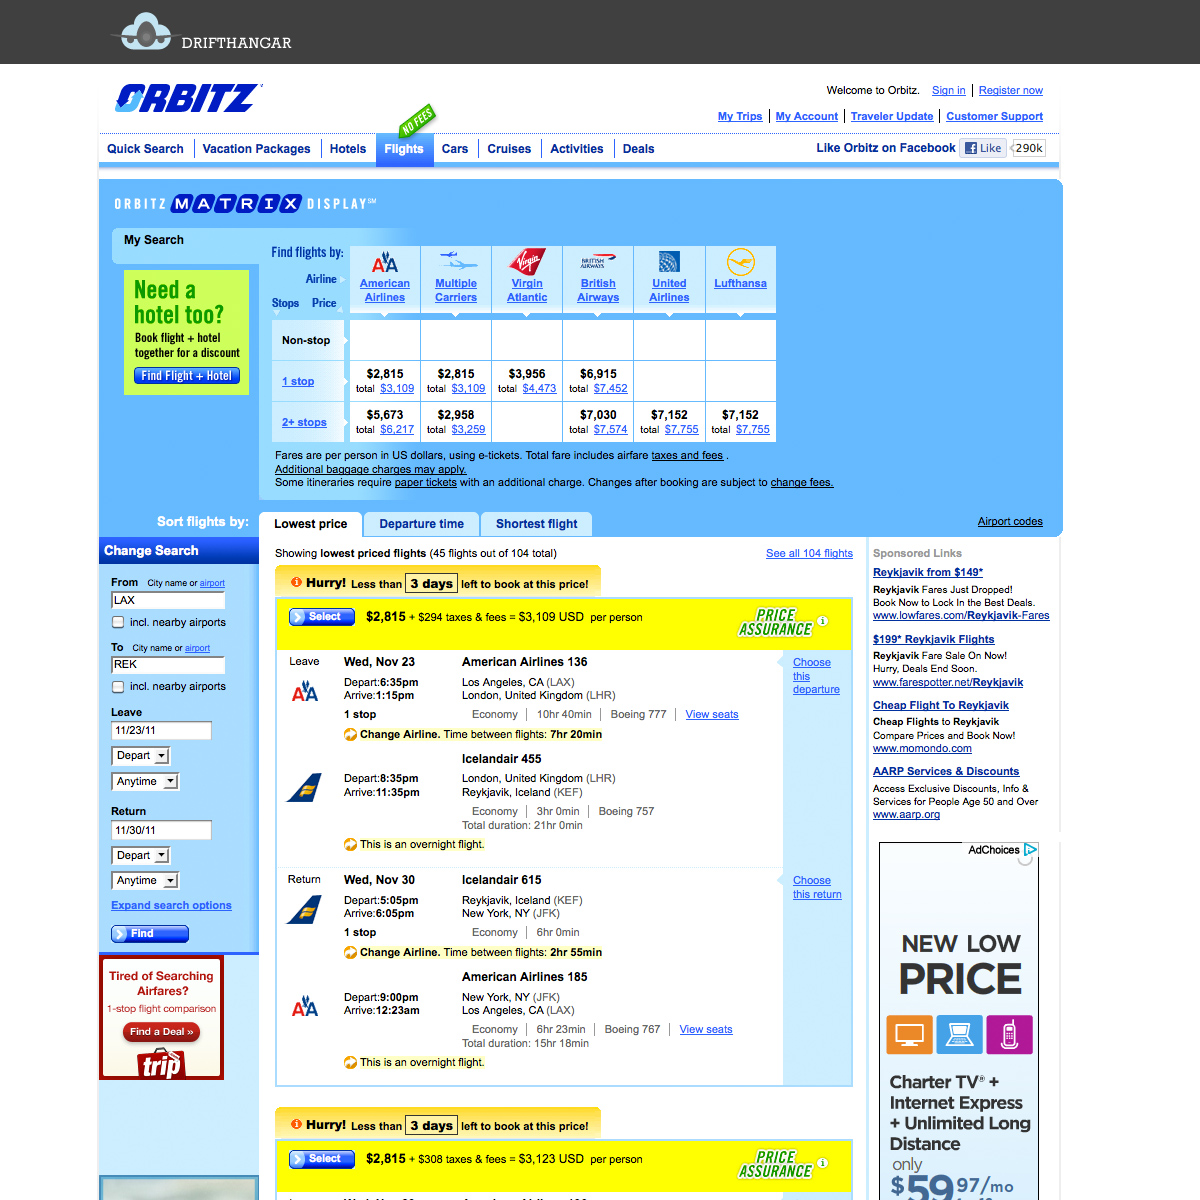 DRIFTHANGAR
ORBITZ
Welcome to Orbitz. Sign in | Register now
My Trips | My Account | Traveler Update | Customer Support
NO FEES
Quick Search | Vacation Packages | Hotels | Flights | Cars | Cruises | Activities | Deals
Like Orbitz on Facebook Like 290k
ORBITZ MATRIX DISPLAY SM
My Search
Need a
hotel too?
Book flight + hotel
together for a discount
Find Flight + Hotel
Find flights by:
Airline
Stops Price
American Airlines
Multiple Carriers
Virgin Atlantic
BRITISH AIRWAYS
British Airways
United Airlines
Lufthansa
Non-stop
1 stop
$2,815 total $3,109
$2,815 total $3,109
$3,956 total $4,473
$6,915 total $7,452
2+ stops
$5,673 total $6,217
$2,958 total $3,259
$7,030 total $7,574
$7,152 total $7,755
$7,152 total $7,755
Fares are per person in US dollars, using e-tickets. Total fare includes airfare taxes and fees .
Additional baggage charges may apply.
Some itineraries require paper tickets with an additional charge. Changes after booking are subject to change fees.
Sort flights by: Lowest price Departure time Shortest flight
Airport codes
Change Search
From City name or airport
LAX
incl. nearby airports
To City name or airport
REK
incl. nearby airports
Leave
11/23/11
Depart
Anytime
Return
11/30/11
Depart
Anytime
Expand search options
Find
Tired of Searching
Airfares?
1-stop flight comparison
Find a Deal »
trip
Showing lowest priced flights (45 flights out of 104 total) See all 104 flights
Hurry! Less than 3 days left to book at this price!
Select $2,815 + $294 taxes & fees = $3,109 USD per person
PRICE
ASSURANCE
Leave Wed, Nov 23 American Airlines 136
Depart:6:35pm Los Angeles, CA (LAX)
Arrive:1:15pm London, United Kingdom (LHR)
1 stop Economy | 10hr 40min | Boeing 777 | View seats
Change Airline. Time between flights: 7hr 20min
Icelandair 455
Depart:8:35pm London, United Kingdom (LHR)
Arrive:11:35pm Reykjavik, Iceland (KEF)
Economy | 3hr 0min | Boeing 757
Total duration: 21hr 0min
This is an overnight flight.
Choose
this
departure
Return Wed, Nov 30 Icelandair 615
Depart:5:05pm Reykjavik, Iceland (KEF)
Arrive:6:05pm New York, NY (JFK)
1 stop Economy | 6hr 0min
Change Airline. Time between flights: 2hr 55min
American Airlines 185
Depart:9:00pm New York, NY (JFK)
Arrive:12:23am Los Angeles, CA (LAX)
Economy | 6hr 23min | Boeing 767 | View seats
Total duration: 15hr 18min
This is an overnight flight.
Choose
this return
Hurry! Less than 3 days left to book at this price!
Select $2,815 + $308 taxes & fees = $3,123 USD per person
PRICE
ASSURANCE
Sponsored Links
Reykjavik from $149*
Reykjavik Fares Just Dropped!
Book Now to Lock In the Best Deals.
www.lowfares.com/Reykjavik-Fares
$199* Reykjavik Flights
Reykjavik Fare Sale On Now!
Hurry, Deals End Soon.
www.farespotter.net/Reykjavik
Cheap Flight To Reykjavik
Cheap Flights to Reykjavik
Compare Prices and Book Now!
www.momondo.com
AARP Services & Discounts
Access Exclusive Discounts, Info &
Services for People Age 50 and Over
www.aarp.org
AdChoices
NEW LOW
PRICE
Charter TV® +
Internet Express
+ Unlimited Long
Distance
only
$59.97/mo